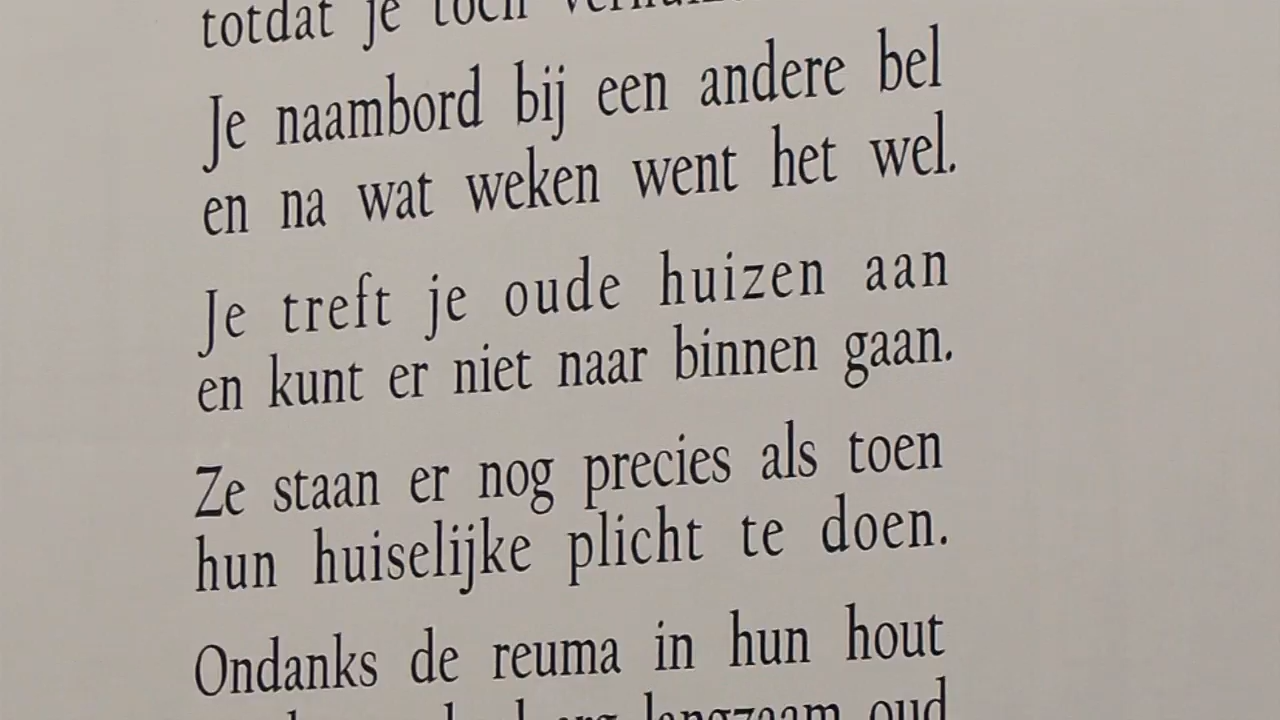 totdat je toch
Je naambord bij een andere bel
en na wat weken went het wel.
Je treft je oude huizen aan
en kunt er niet naar binnen gaan.
Ze staan er nog precies als toen
hun huiselijke plicht te doen.
Ondanks de reuma in hun hout
langzaam oud